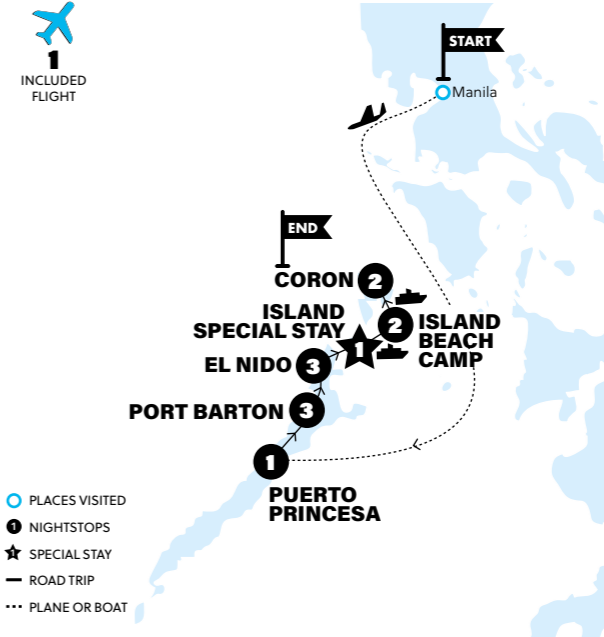 1
INCLUDED
FLIGHT
START
Manila
END
CORON 2
ISLAND
SPECIAL STAY 1
2 ISLAND
BEACH
CAMP
EL NIDO 3
PORT BARTON 3
1
PUERTO
PRINCESA
PLACES VISITED
1 NIGHTSTOPS
1 SPECIAL STAY
ROAD TRIP
PLANE OR BOAT